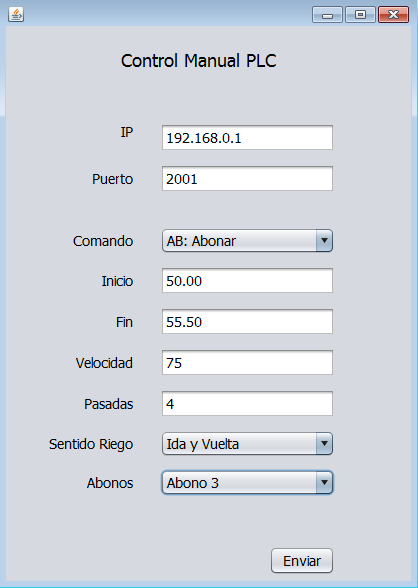 Control Manual PLC
IP 192.168.0.1
Puerto 2001
Comando AB: Abonar
Inicio 50.00
Fin 55.50
Velocidad 75
Pasadas 4
Sentido Riego Ida y Vuelta
Abonos Abono 3
Enviar